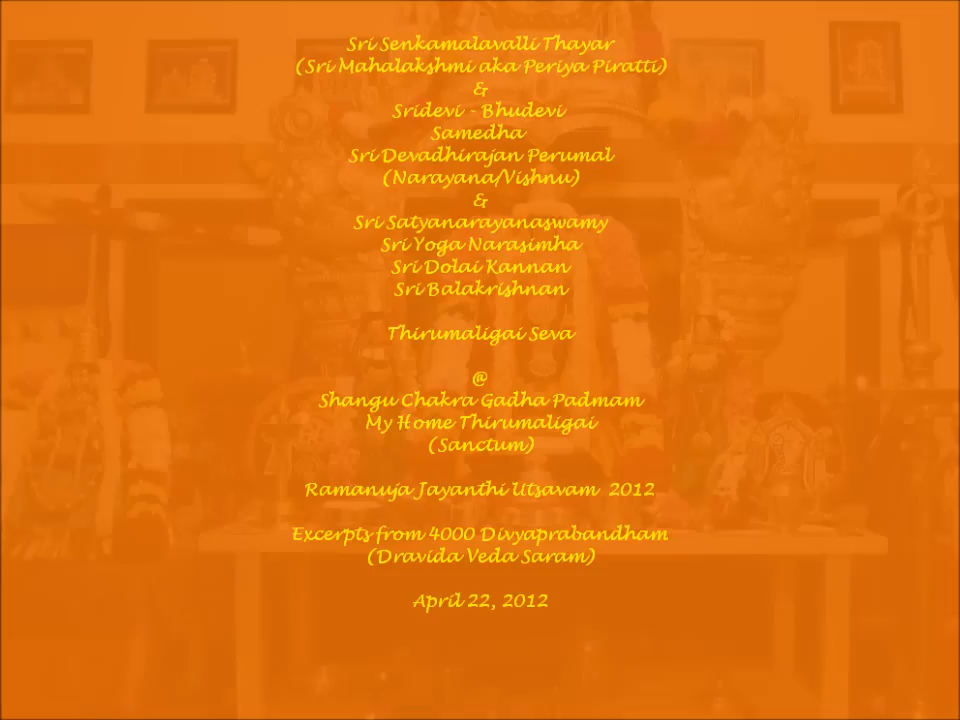 Sri Senkamalavalli Thayar
(Sri Mahalakshmi aka Periya Piratti)
&
Sridevi - Bhudevi
Samedha
Sri Devadhirajan Perumal
(Narayana/Vishnu)
&
Sri Satyanarayanaswamy
Sri Yoga Narasimha
Sri Dolai Kannan
Sri Balakrishnan
Thirumaligai Seva
@
Shangu Chakra Gadha Padmam
My Home Thirumaligai
(Sanctum)
Ramanuja Jayanthi Utsavam 2012
Excerpts from 4000 Divyaprabandham
(Dravida Veda Saram)
April 22, 2012